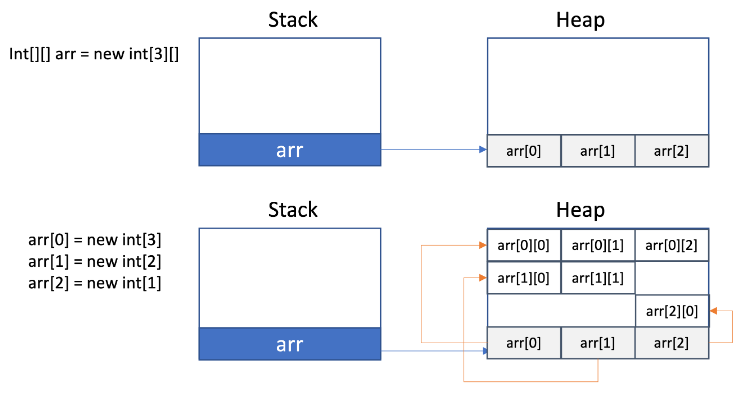 Stack
Heap
Int[][] arr = new int[3][]
arr
arr[0]
arr[1]
arr[2]
Stack
Heap
arr[0] = new int[3]
arr[1] = new int[2]
arr[2] = new int[1]
arr[0][0]
arr[0][1]
arr[0][2]
arr[1][0]
arr[1][1]
arr[2][0]
arr
arr[0]
arr[1]
arr[2]